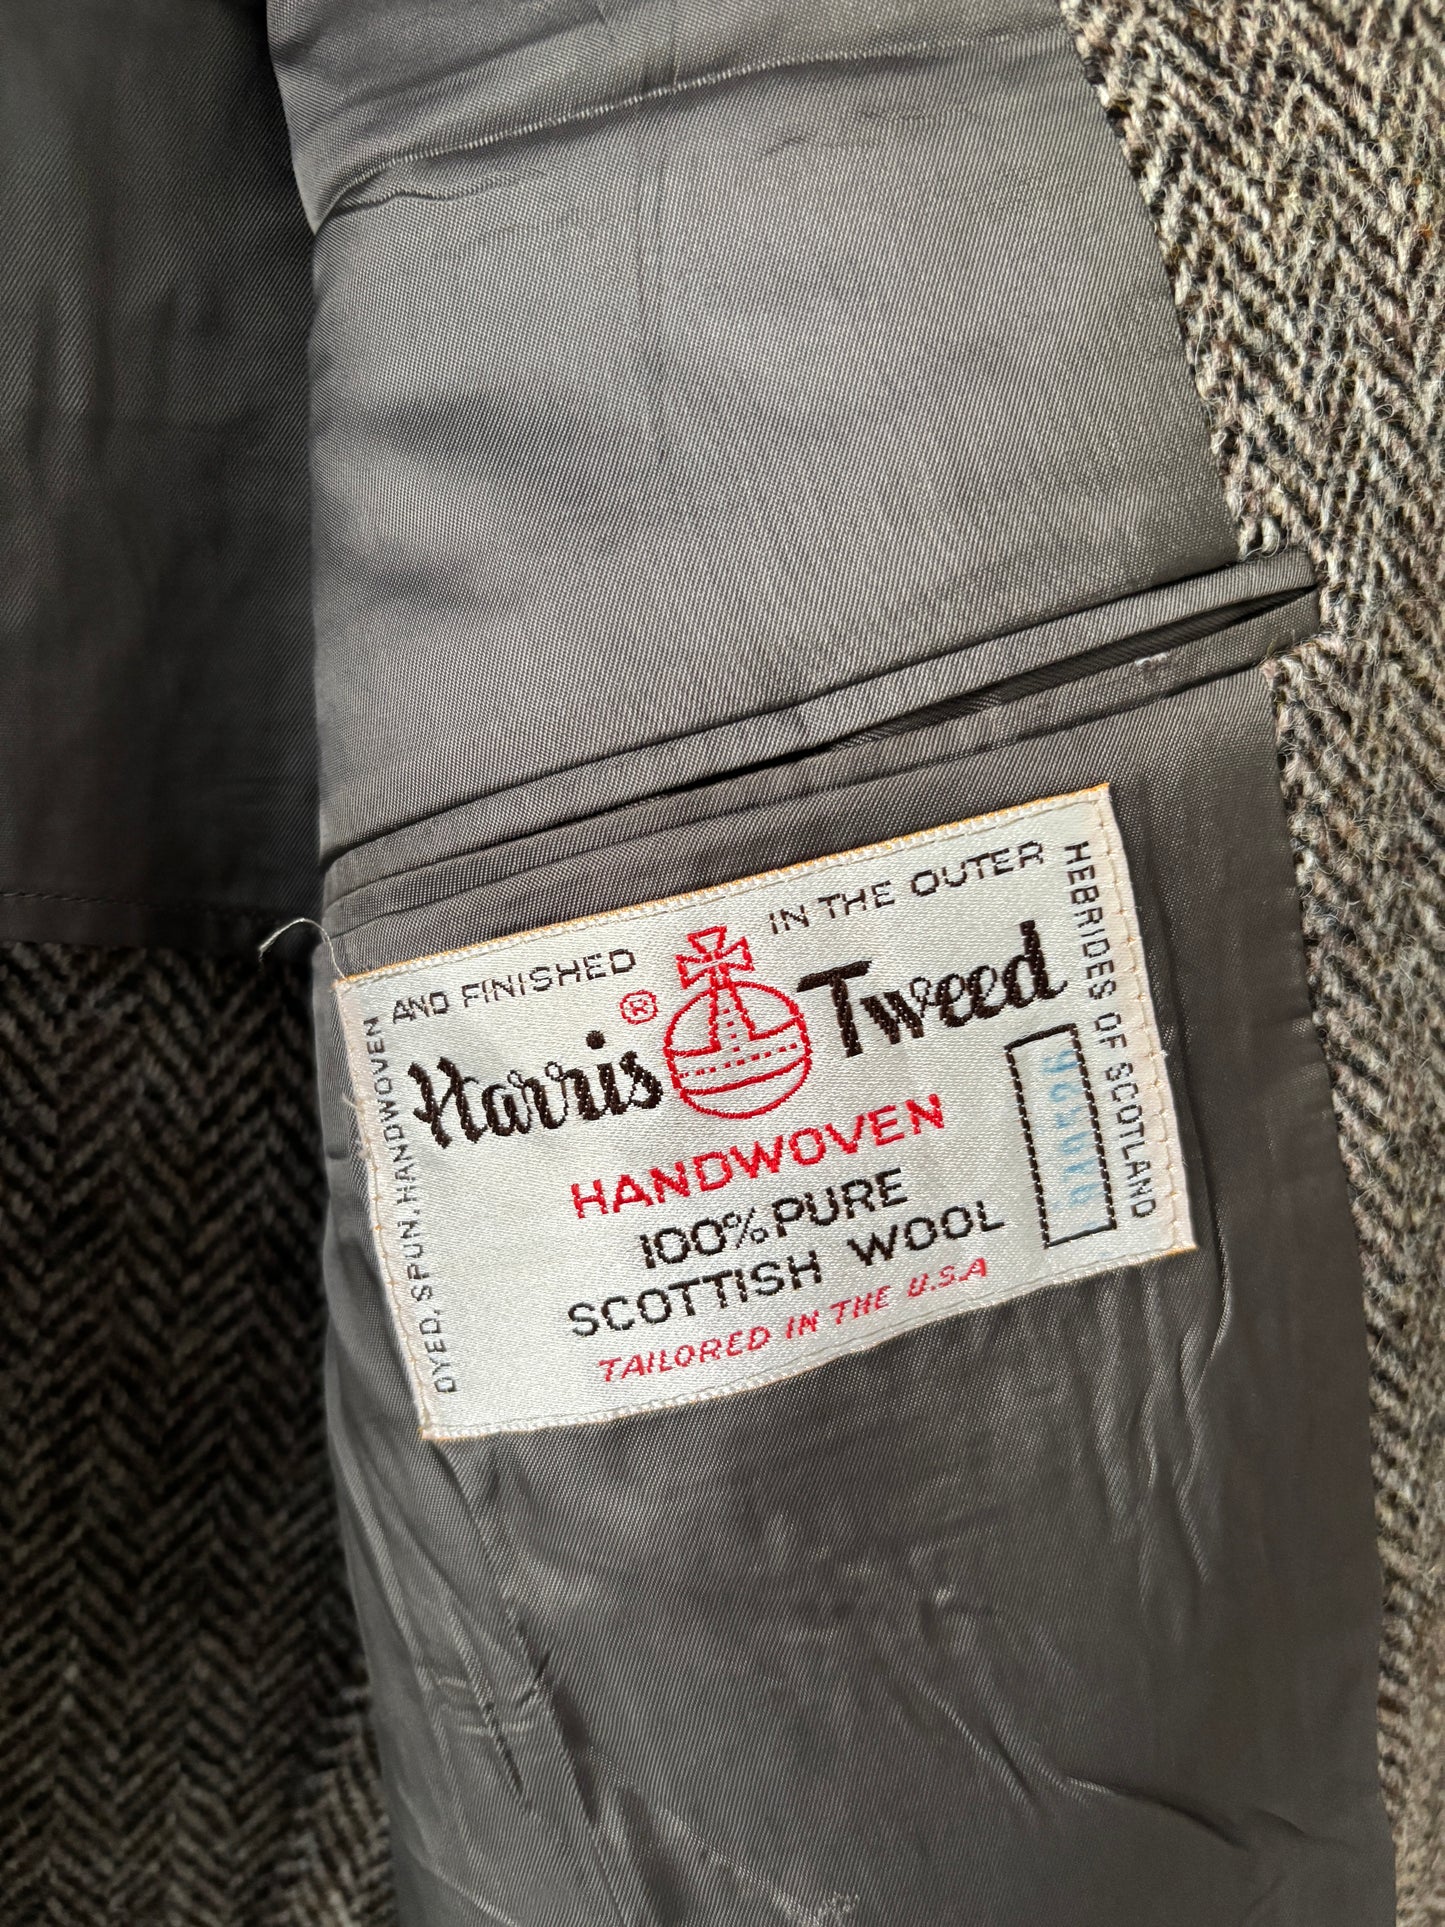 DYED, SPUN, HANDWOVEN AND FINISHED IN THE OUTER HEBRIDES OF SCOTLAND
Harris ® Tweed
HANDWOVEN
100% PURE
SCOTTISH WOOL
TAILORED IN THE U.S.A